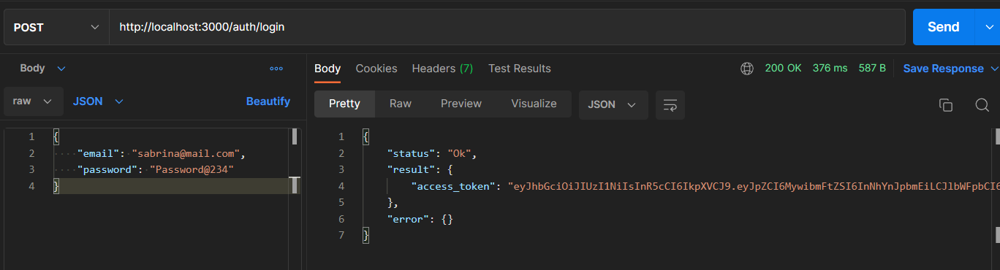 POST http://localhost:3000/auth/login Send
Body
Body Cookies Headers (7) Test Results 200 OK 376 ms 587 B Save Response
raw JSON Beautify
Pretty Raw Preview Visualize JSON
1 {
2 "email": "sabrina@mail.com",
3 "password": "Password@234"
4 }
1 {
2 "status": "Ok",
3 "result": {
4 "access_token": "eyJhbGciOiJIUzI1NiIsInR5cCI6IkpXVCJ9.eyJpZCI6MywibmFtZSI6InNhYnJpbmEiLCJlbWFpbCI6
5 },
6 "error": {}
7 }